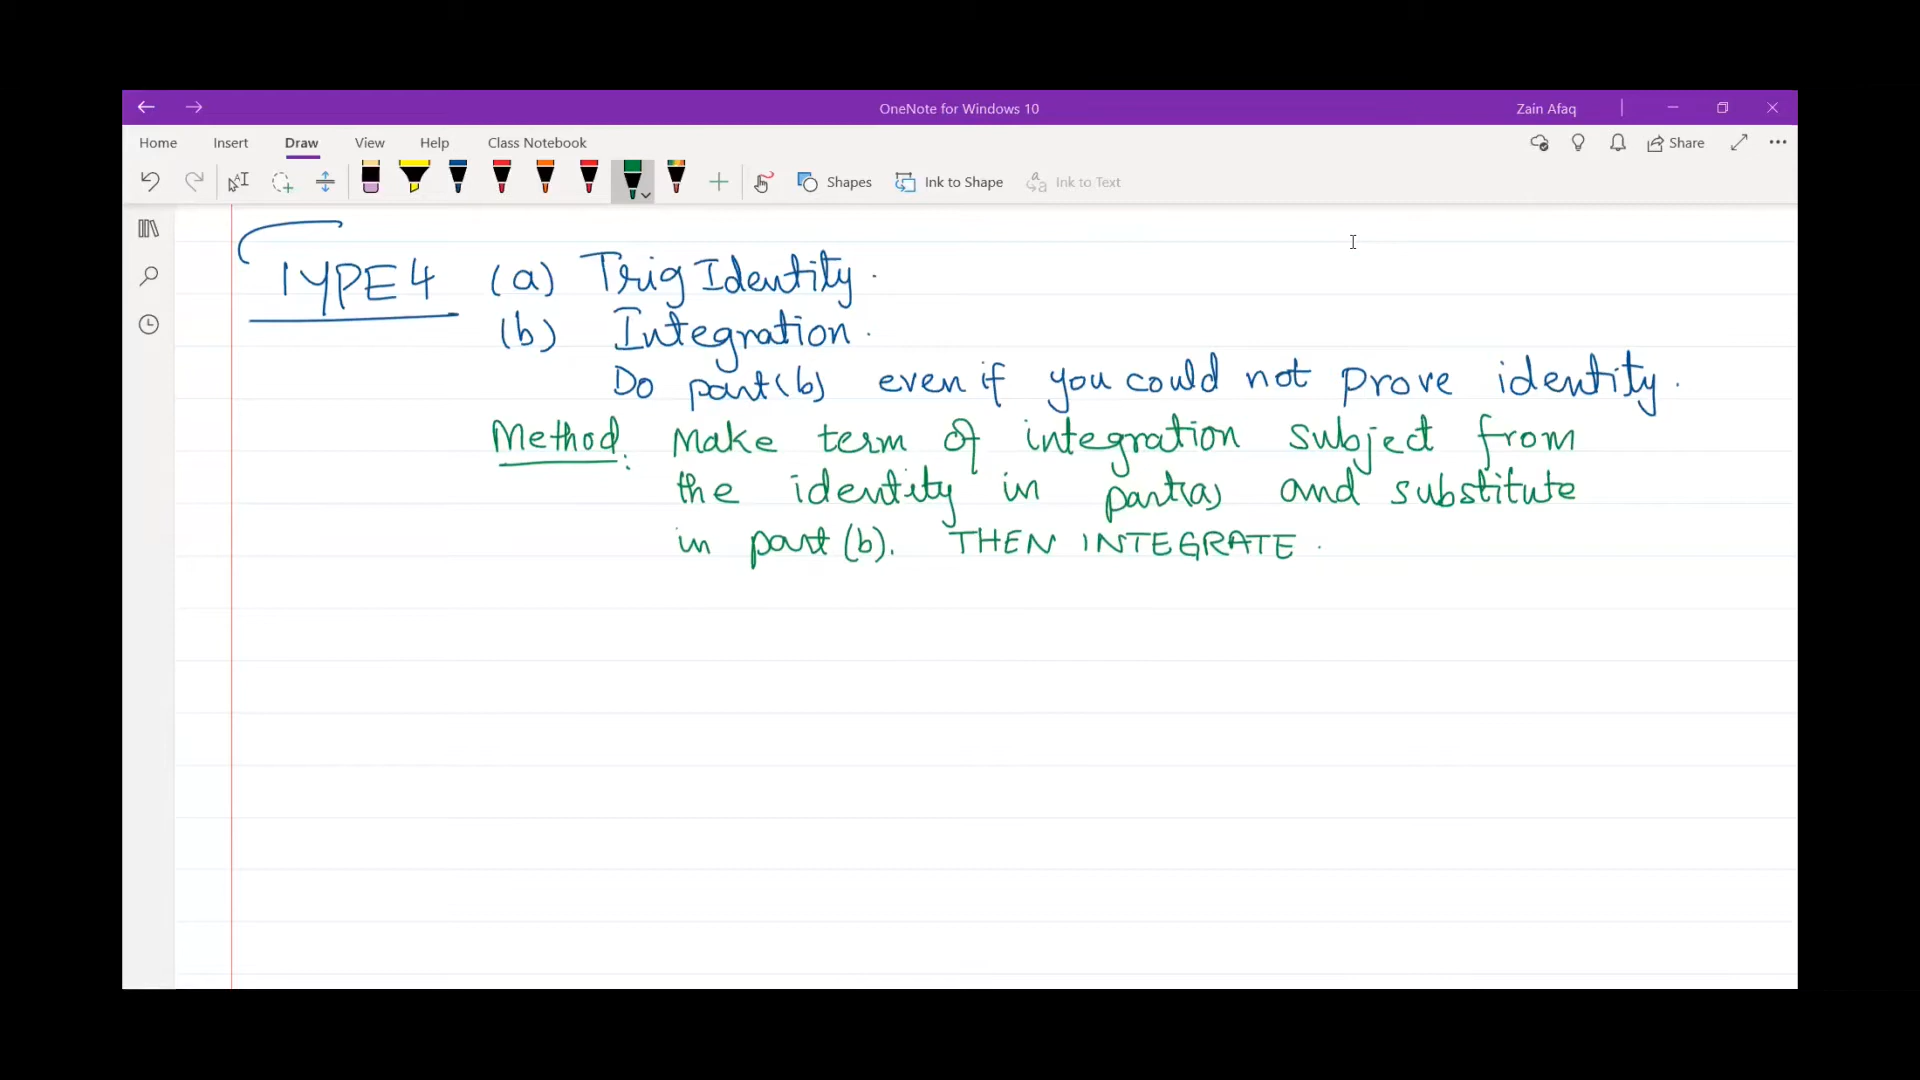 OneNote for Windows 10
Zain Afaq
Home Insert Draw View Help Class Notebook
Share
Shapes Ink to Shape Ink to Text
TYPE 4 (a) Trig Identity.
(b) Integration.
Do part(b) even if you could not prove identity.
Method: Make term of integration subject from
the identity in part(a) and substitute
in part (b). THEN INTEGRATE.